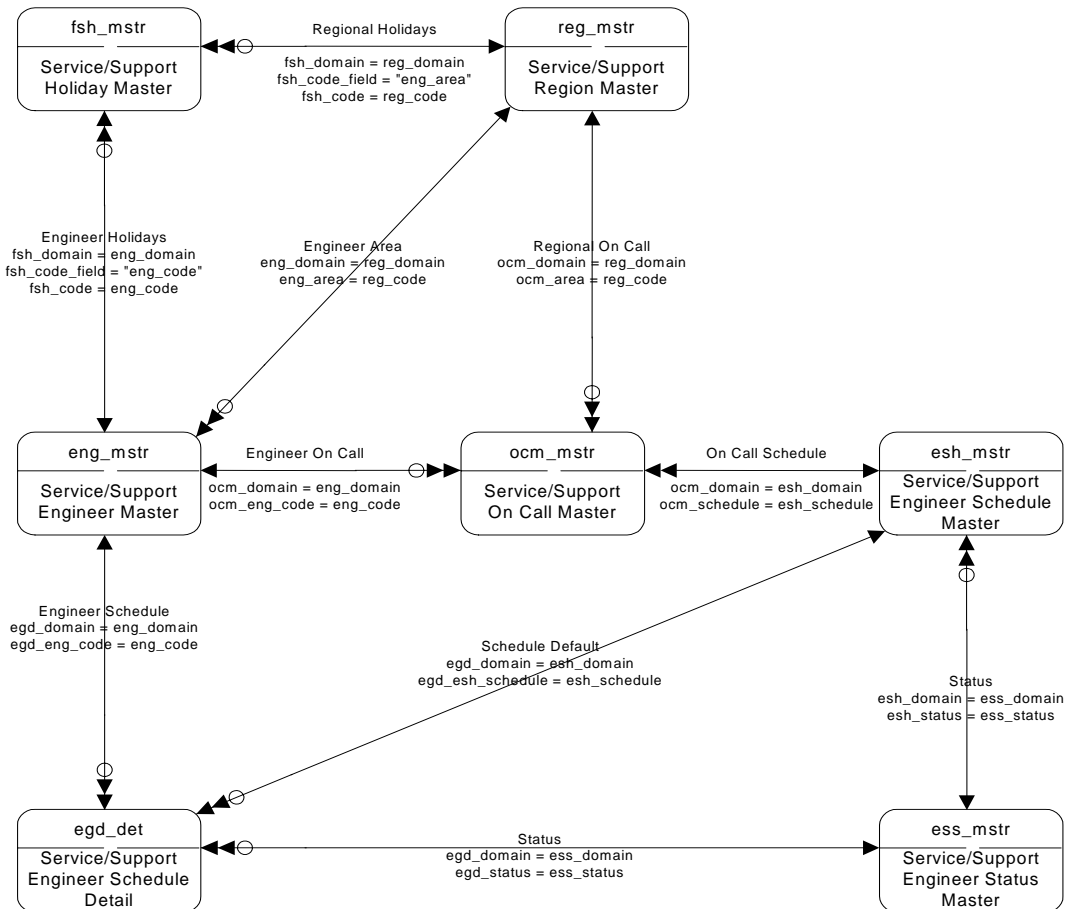 fsh_mstr
Service/Support
Holiday Master
Regional Holidays
fsh_domain = reg_domain
fsh_code_field = "eng_area"
fsh_code = reg_code
reg_mstr
Service/Support
Region Master
Engineer Holidays
fsh_domain = eng_domain
fsh_code_field = "eng_code"
fsh_code = eng_code
Engineer Area
eng_domain = reg_domain
eng_area = reg_code
Regional On Call
ocm_domain = reg_domain
ocm_area = reg_code
eng_mstr
Service/Support
Engineer Master
Engineer On Call
ocm_domain = eng_domain
ocm_eng_code = eng_code
ocm_mstr
Service/Support
On Call Master
On Call Schedule
ocm_domain = esh_domain
ocm_schedule = esh_schedule
esh_mstr
Service/Support
Engineer Schedule
Master
Engineer Schedule
egd_domain = eng_domain
egd_eng_code = eng_code
Schedule Default
egd_domain = esh_domain
egd_esh_schedule = esh_schedule
Status
esh_domain = ess_domain
esh_status = ess_status
egd_det
Service/Support
Engineer Schedule
Detail
Status
egd_domain = ess_domain
egd_status = ess_status
ess_mstr
Service/Support
Engineer Status
Master